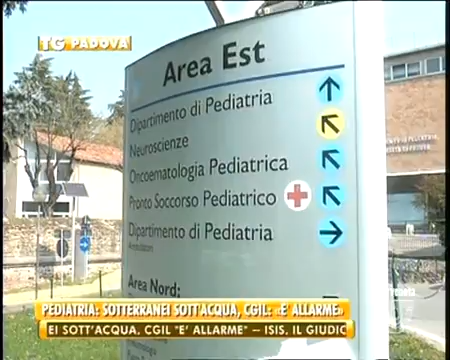 TG PADOVA
Area Est
Dipartimento di Pediatria
Neuroscienze
Oncoematologia Pediatrica
Pronto Soccorso Pediatrico
Dipartimento di Pediatria
Area Nord:
PEDIATRIA: SOTTERRANEI SOTT'ACQUA, CGIL: «E' ALLARME»
EI SOTT'ACQUA, CGIL "E' ALLARME" – ISIS, IL GIUDIC